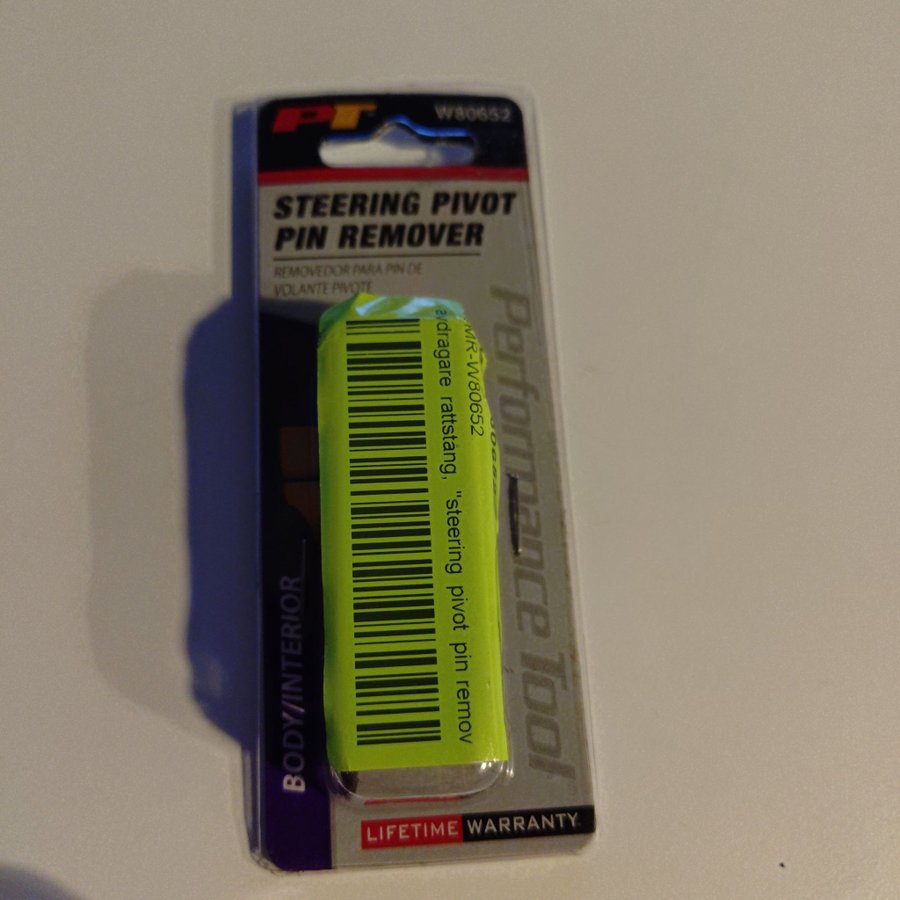 PT
W80652
STEERING PIVOT
PIN REMOVER
REMOVEDOR PARA PIN DE
VOLANTE PIVOTE
MR-W80652
avdragare rattstång, "steering pivot pin remov
Performance Tool
BODY/INTERIOR
LIFETIME WARRANTY